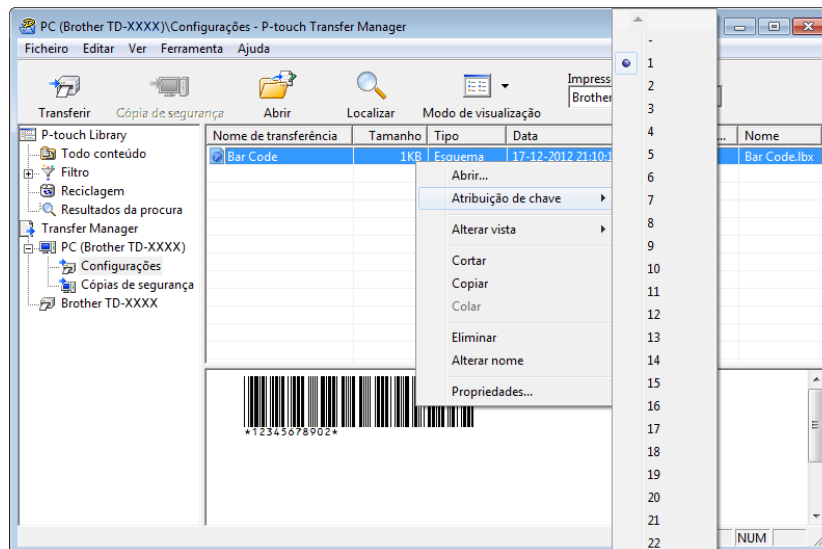 PC (Brother TD-XXXX)\Configurações - P-touch Transfer Manager
Ficheiro Editar Ver Ferramenta Ajuda
Transferir Cópia de segurança Abrir Localizar Modo de visualização
Impress
Brother
P-touch Library
Todo conteúdo
Filtro
Reciclagem
Resultados da procura
Transfer Manager
PC (Brother TD-XXXX)
Configurações
Cópias de segurança
Brother TD-XXXX
Nome de transferência Tamanho Tipo Data ... Nome
Bar Code 1KB Esquema 17-12-2012 21:10:1 Bar Code.lbx
Abrir...
Atribuição de chave
Alterar vista
Cortar
Copiar
Colar
Eliminar
Alterar nome
Propriedades...
-
1
2
3
4
5
6
7
8
9
10
11
12
13
14
15
16
17
18
19
20
21
22
*12345678902*
NUM